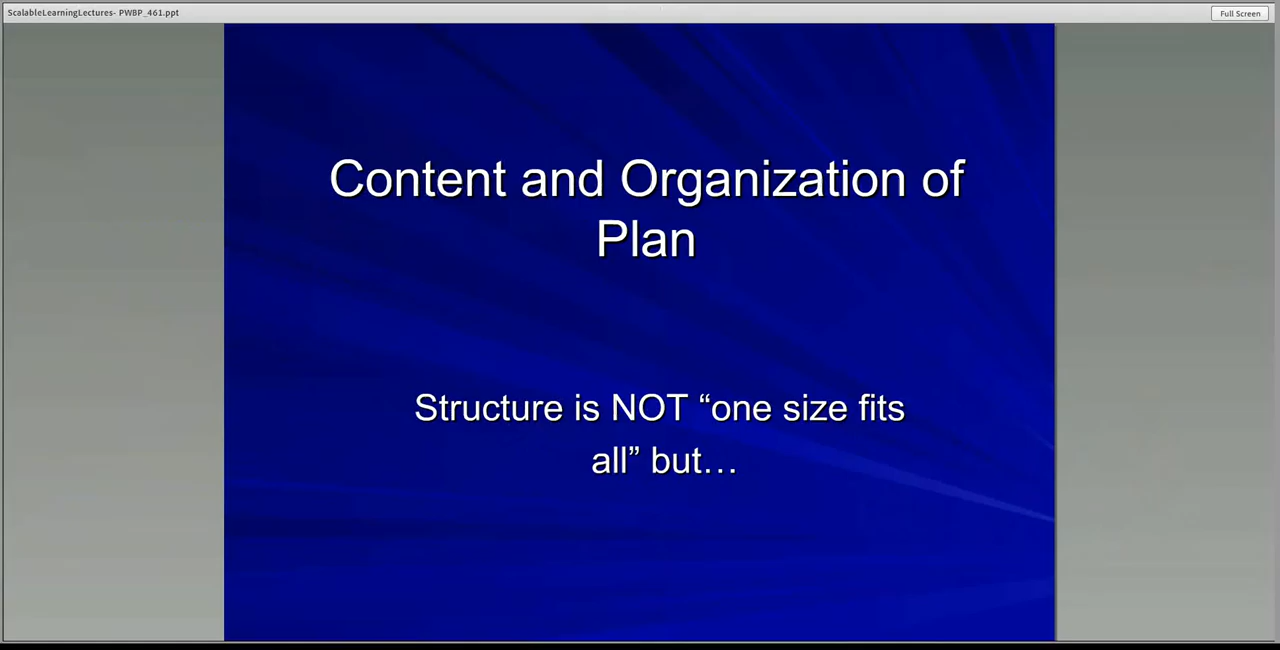 ScalableLearningLectures- PWBP_461.ppt
Full Screen
Content and Organization of
Plan
Structure is NOT “one size fits
all” but…